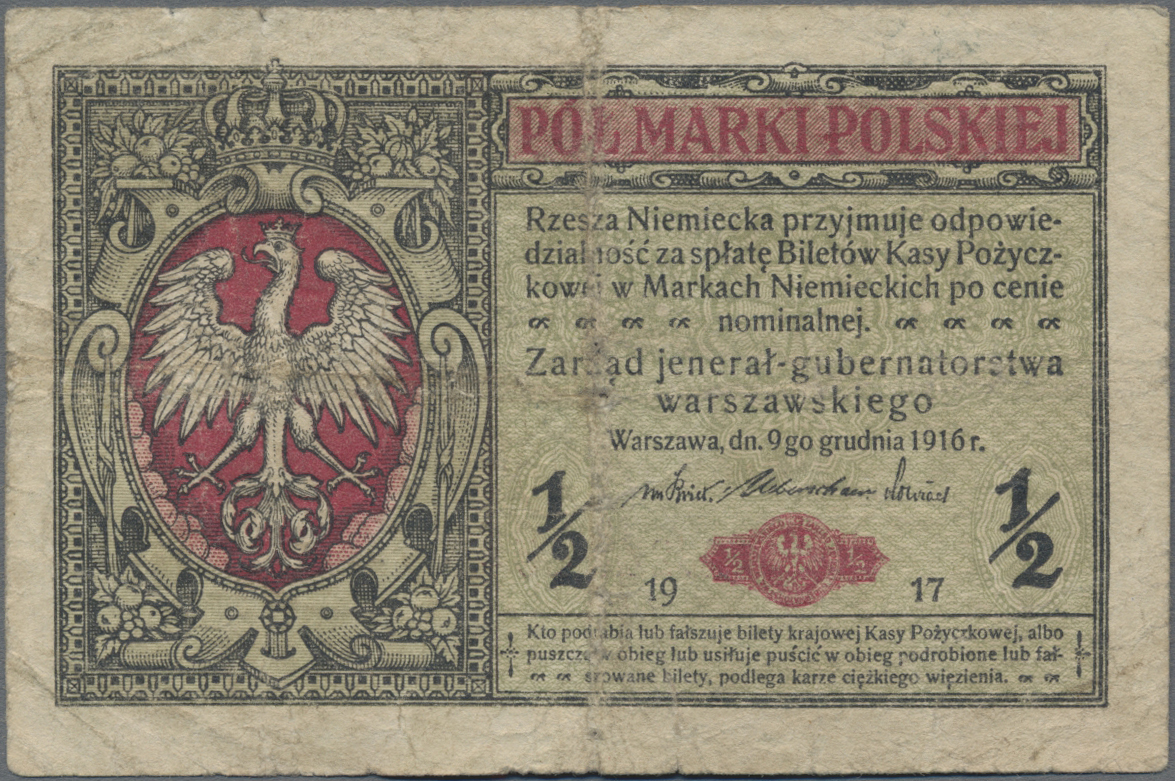 PÓŁ MARKI POLSKIEJ
Rzesza Niemiecka przyjmuje odpowie-
dzialność za spłatę Biletów Kasy Pożycz-
kowej w Markach Niemieckich po cenie
nominalnej.
Zarząd jenerał-gubernatorstwa
warszawskiego
Warszawa, dn. 9go grudnia 1916 r.
1/2 1/2
1/2 1/2
19 17
Kto podrabia lub fałszuje bilety krajowej Kasy Pożyczkowej, albo
puszcza w obieg lub usiłuje puścić w obieg podrobione lub fał-
szowane bilety, podlega karze ciężkiego więzienia.